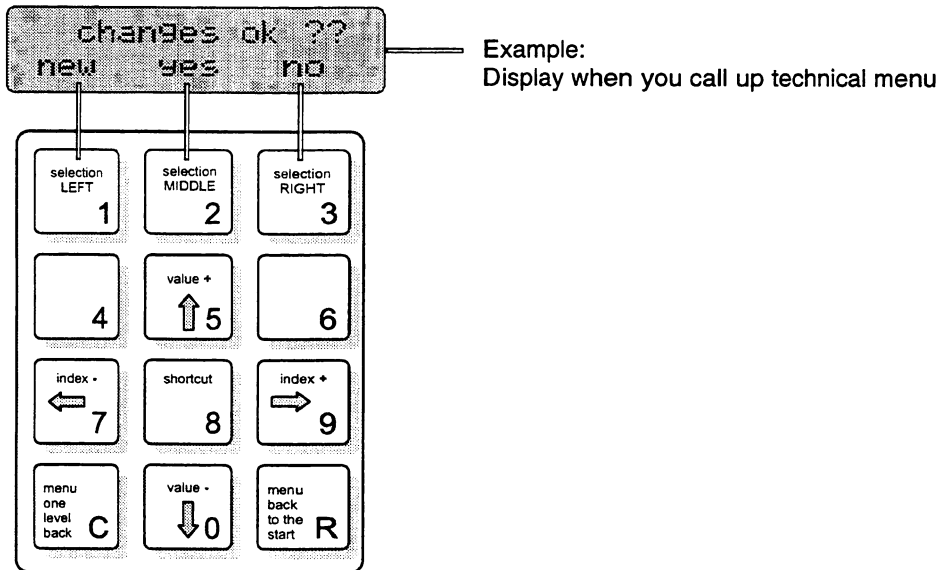 changes ok ??
new yes no
Example:
Display when you call up technical menu
selection
LEFT
1
selection
MIDDLE
2
selection
RIGHT
3
4
value +
5
6
index -
7
shortcut
8
index +
9
menu
one
level
back
C
value -
0
menu
back
to the
start
R